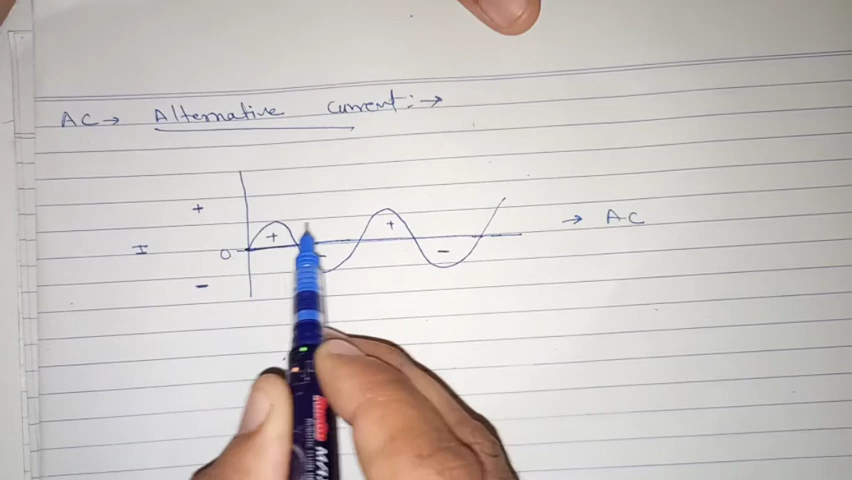 AC→ Alternative Current:→
+
+ + → AC
I 0 - -
-